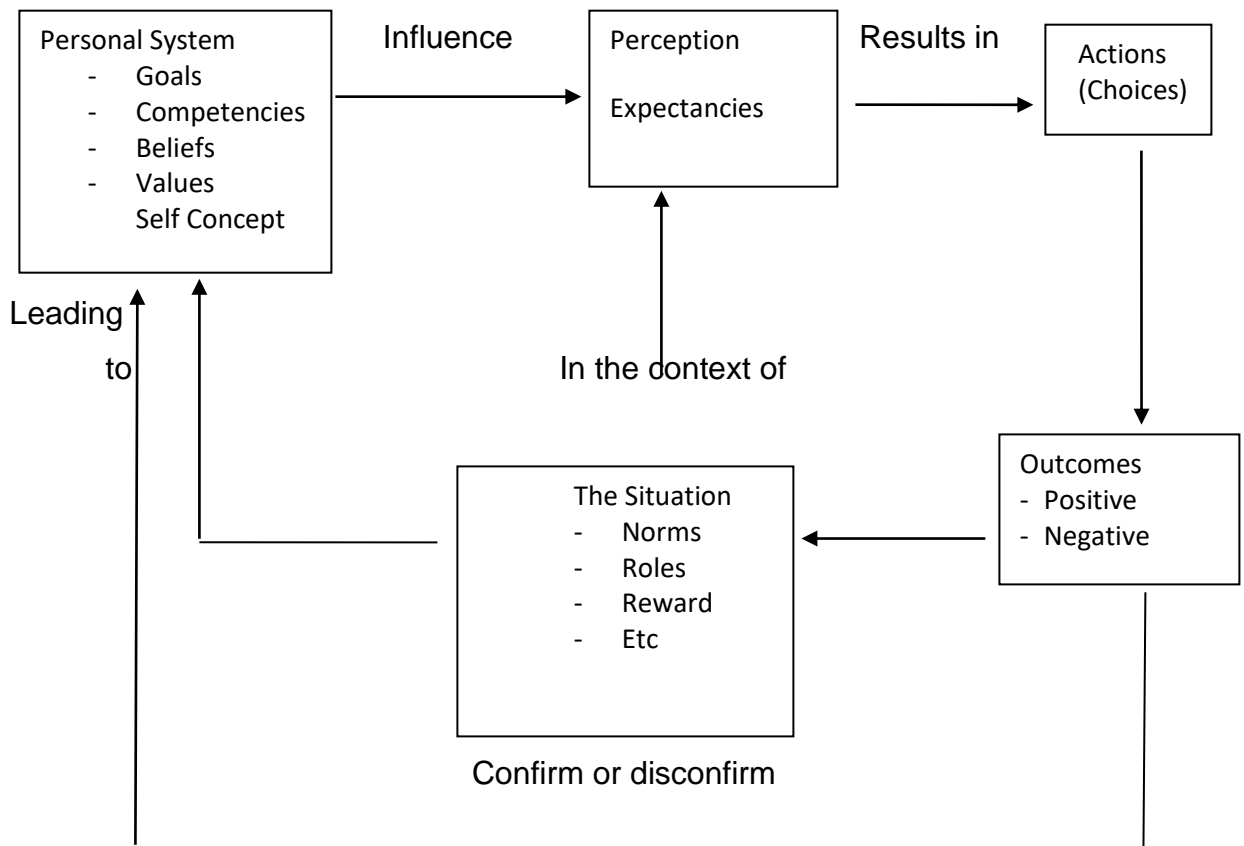 Personal System
- Goals
- Competencies
- Beliefs
- Values
Self Concept
Influence
Perception
Expectancies
Results in
Actions
(Choices)
Leading
to
In the context of
The Situation
- Norms
- Roles
- Reward
- Etc
Outcomes
- Positive
- Negative
Confirm or disconfirm